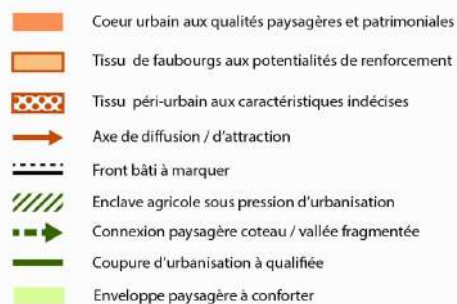 Coeur urbain aux qualités paysagères et patrimoniales
Tissu de faubourgs aux potentialités de renforcement
Tissu péri-urbain aux caractéristiques indécises
Axe de diffusion / d'attraction
Front bâti à marquer
Enclave agricole sous pression d'urbanisation
Connexion paysagère coteau / vallée fragmentée
Coupure d'urbanisation à qualifiée
Enveloppe paysagère à conforter